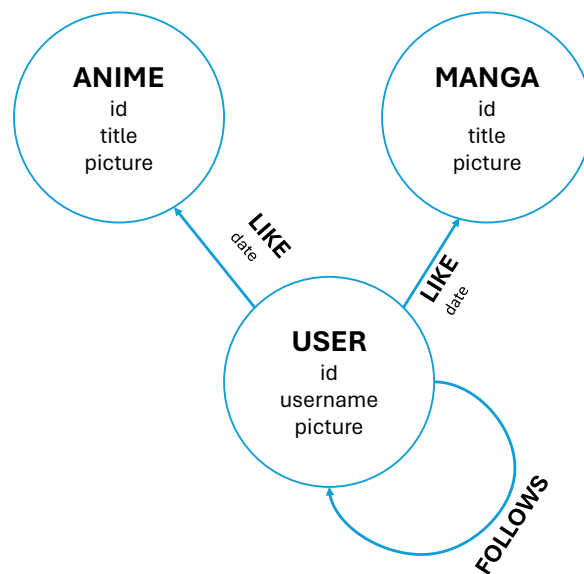 ANIME
id
title
picture
MANGA
id
title
picture
LIKE
date
LIKE
date
USER
id
username
picture
FOLLOWS